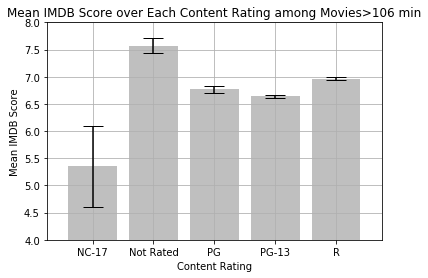 Mean IMDB Score over Each Content Rating among Movies>106 min
8.0
7.5
7.0
6.5
6.0
5.5
5.0
4.5
4.0
Mean IMDB Score
NC-17 Not Rated PG PG-13 R
Content Rating